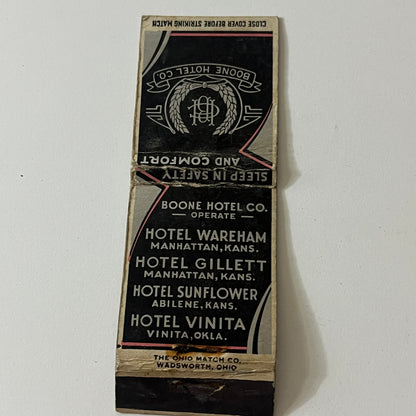 CLOSE COVER BEFORE STRIKING MATCH
BOONE HOTEL CO
SLEEP IN SAFETY
AND COMFORT
BOONE HOTEL CO.
— OPERATE —
HOTEL WAREHAM
MANHATTAN, KANS.
HOTEL GILLETT
MANHATTAN, KANS.
HOTEL SUNFLOWER
ABILENE, KANS.
HOTEL VINITA
VINITA, OKLA.
THE OHIO MATCH CO.
WADSWORTH, OHIO